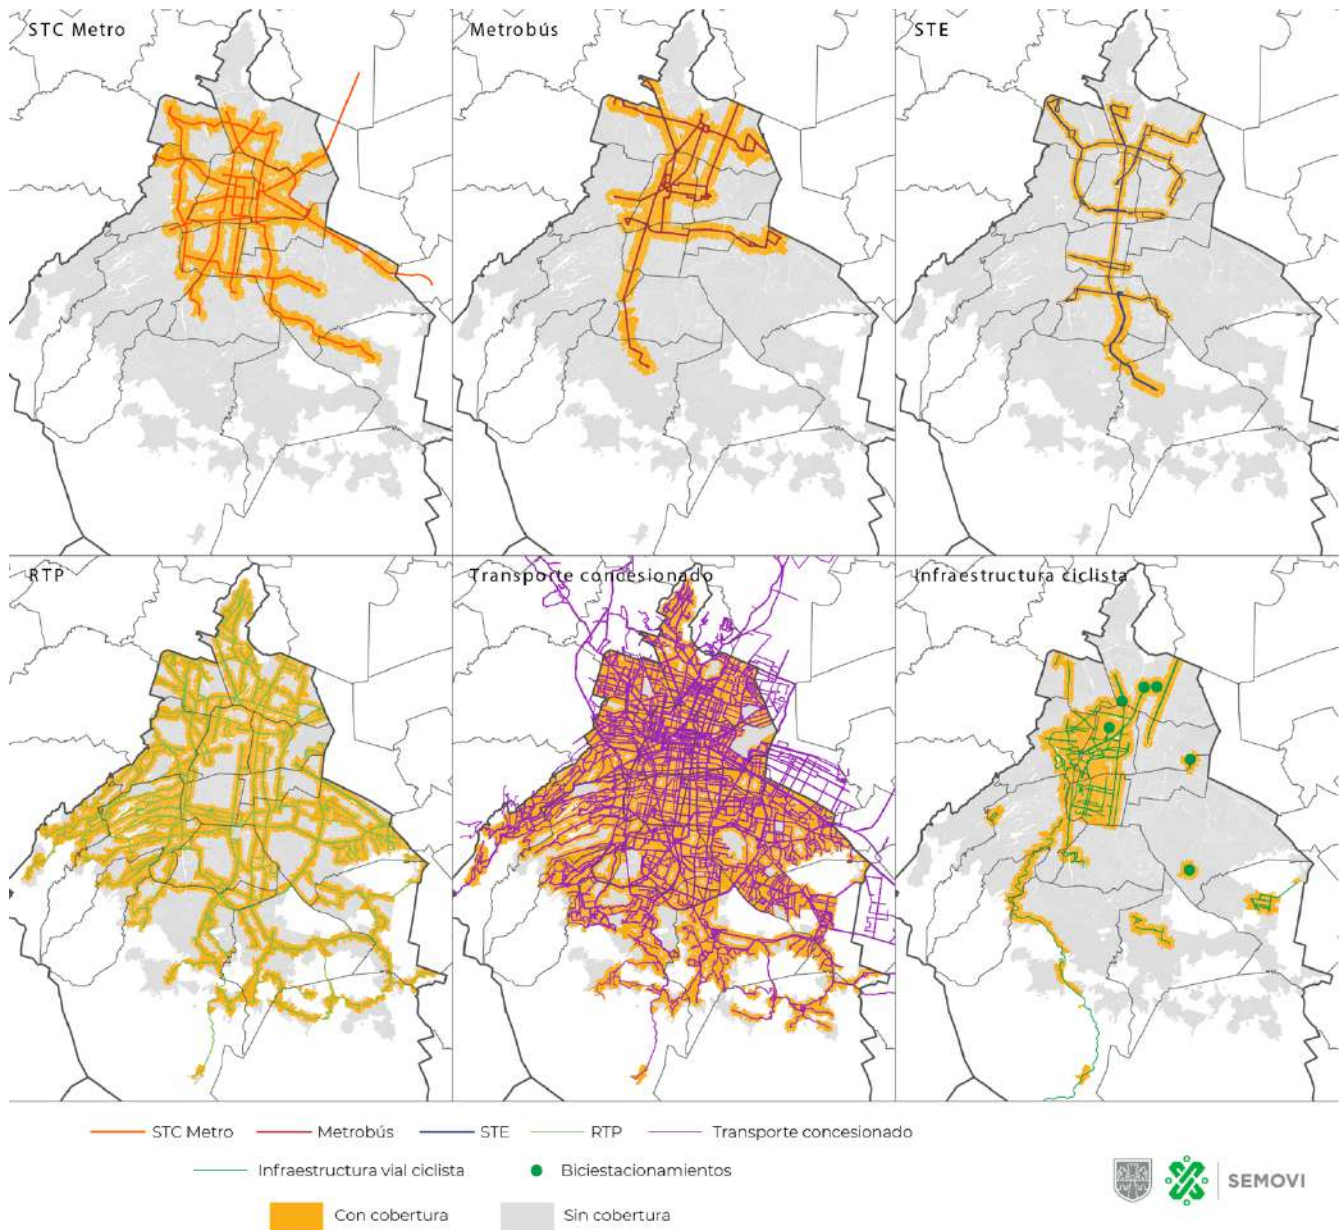 STC Metro
Metrobús
STE
RTP
Transporte concesionado
Infraestructura ciclista
STC Metro
Metrobús
STE
RTP
Transporte concesionado
Infraestructura vial ciclista
Biciestacionamientos
Con cobertura
Sin cobertura
SEMOVI